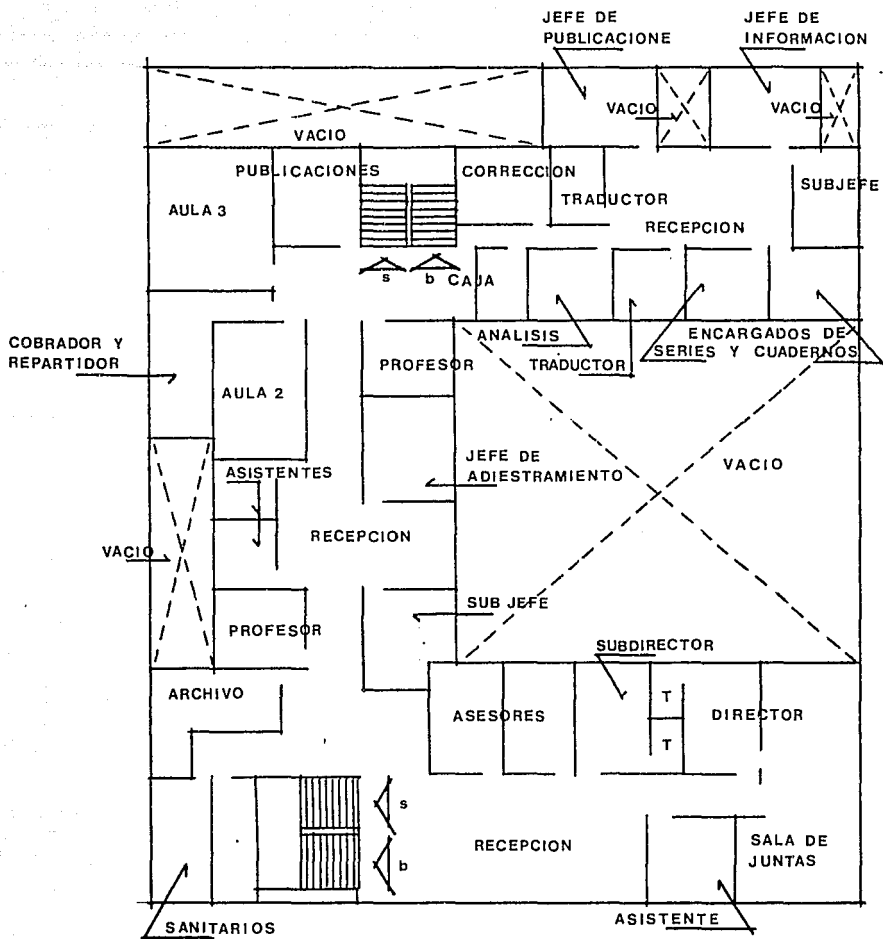 JEFE DE
PUBLICACIONE
JEFE DE
INFORMACION
VACIO
VACIO
VACIO
PUBLICACIONES
CORRECCION
AULA 3
TRADUCTOR
SUBJEFE
RECEPCION
s
b
CAJA
COBRADOR Y
REPARTIDOR
ANALISIS
TRADUCTOR
ENCARGADOS DE
SERIES Y CUADERNOS
PROFESOR
AULA 2
JEFE DE
ADIESTRAMIENTO
VACIO
ASISTENTES
RECEPCION
VACIO
SUB JEFE
PROFESOR
SUBDIRECTOR
ARCHIVO
ASESORES
T
T
DIRECTOR
s
b
RECEPCION
SALA DE
JUNTAS
SANITARIOS
ASISTENTE